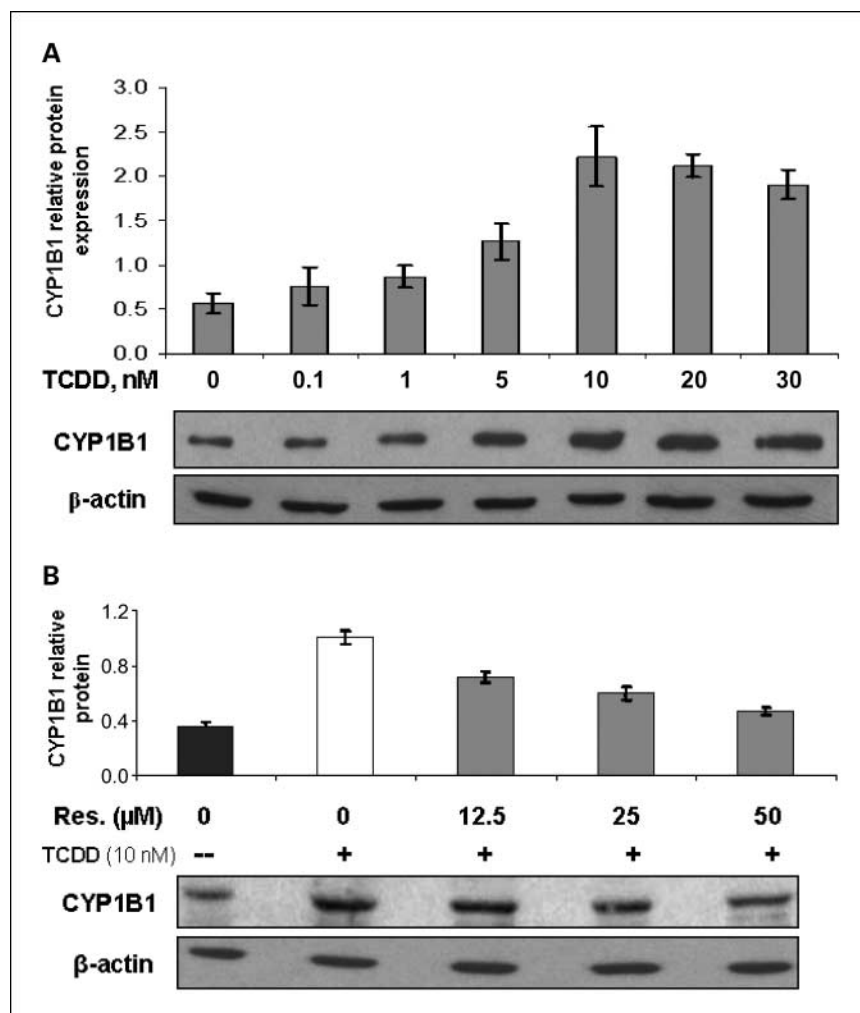 A
CYP1B1 relative protein
expression
3.0
2.5
2.0
1.5
1.0
0.5
0.0
TCDD, nM 0 0.1 1 5 10 20 30
CYP1B1
β-actin
B
CYP1B1 relative
protein
1.2
0.8
0.4
0.0
Res. (µM) 0 0 12.5 25 50
TCDD (10 nM) -- + + + +
CYP1B1
β-actin